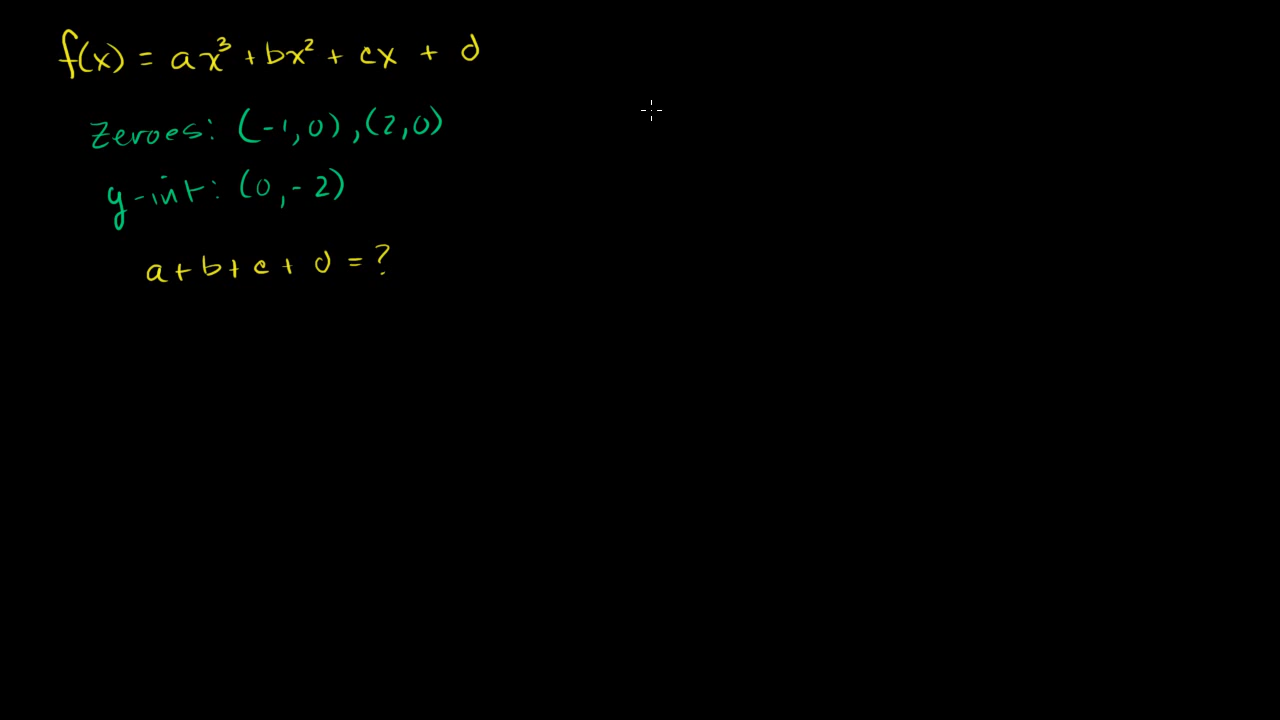 f(x) = ax³ + bx² + cx + d
Zeroes: (-1,0), (2,0)
y-int: (0,-2)
a + b + c + d = ?